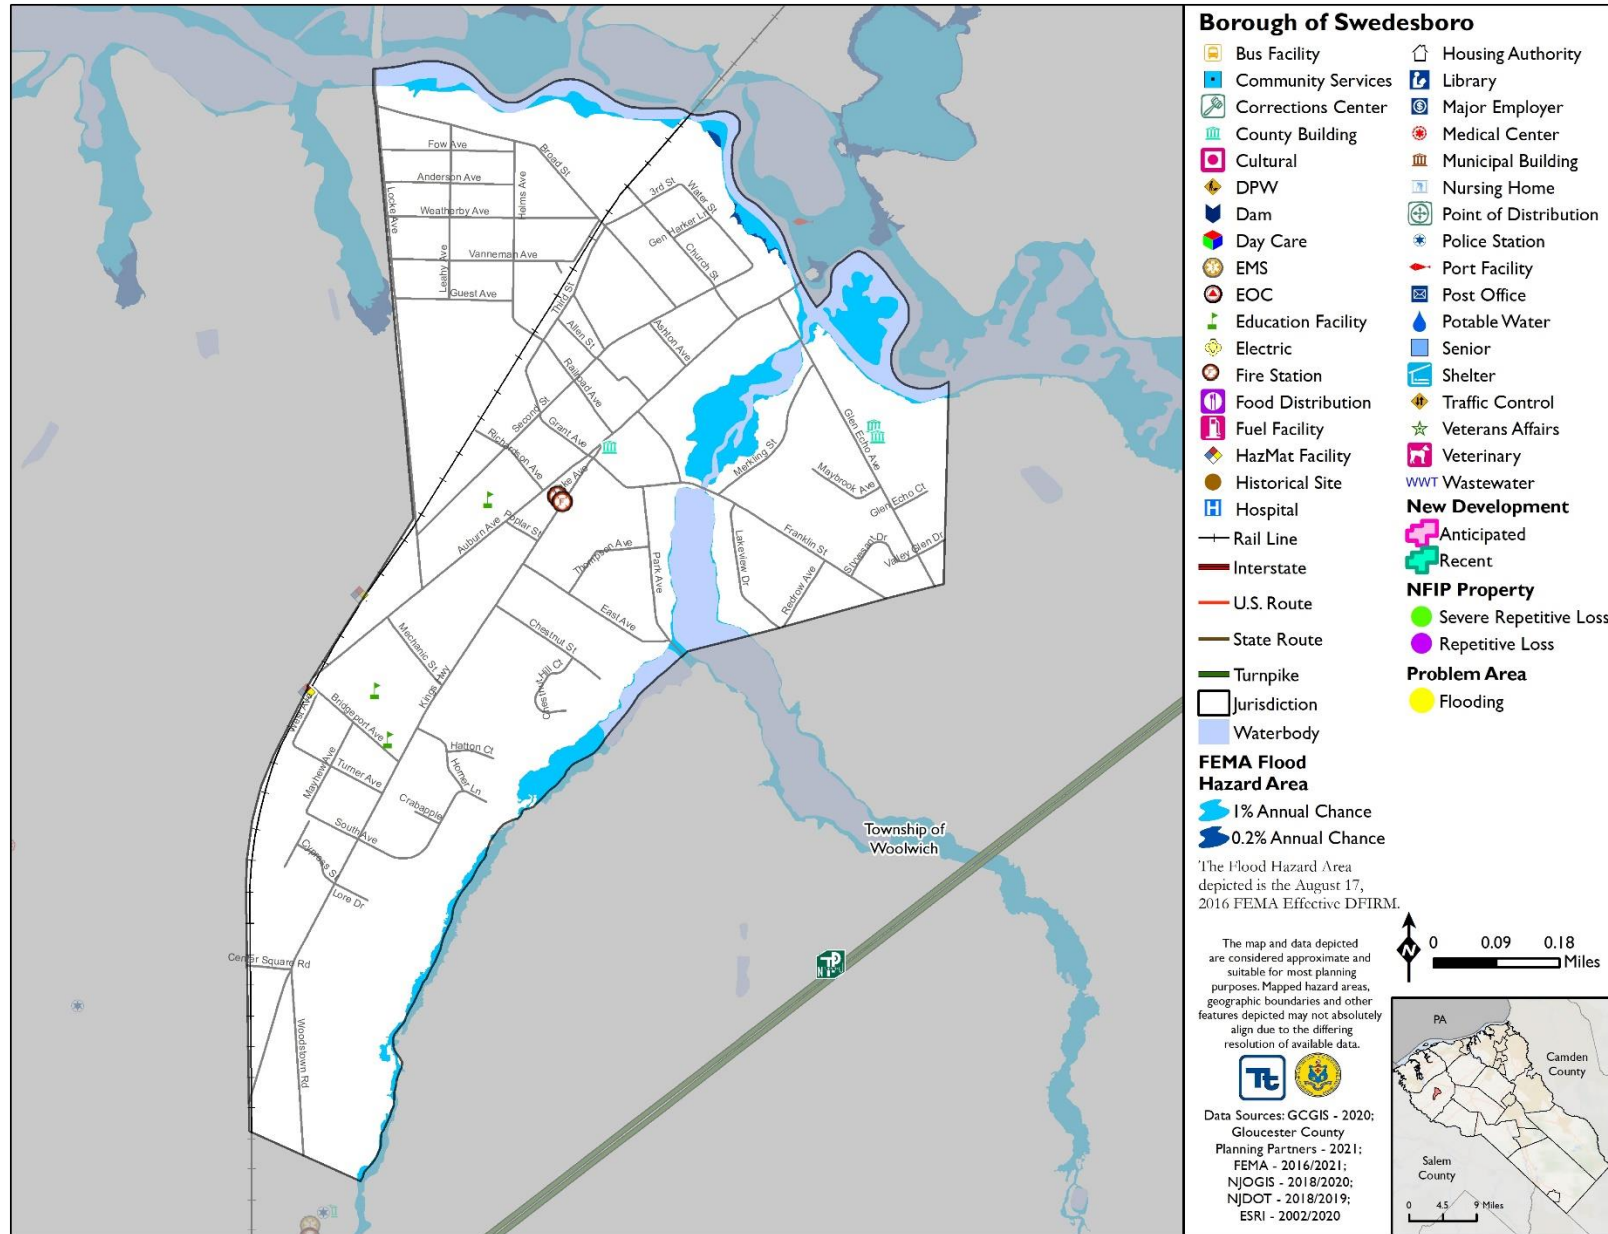 Borough of Swedesboro
Bus Facility
Community Services
Corrections Center
County Building
Cultural
DPW
Dam
Day Care
EMS
EOC
Education Facility
Electric
Fire Station
Food Distribution
Fuel Facility
HazMat Facility
Historical Site
H Hospital
Rail Line
Interstate
U.S. Route
State Route
Turnpike
Jurisdiction
Waterbody
FEMA Flood
Hazard Area
1% Annual Chance
0.2% Annual Chance
The Flood Hazard Area
depicted is the August 17,
2016 FEMA Effective DFIRM.
Housing Authority
Library
Major Employer
Medical Center
Municipal Building
Nursing Home
Point of Distribution
Police Station
Port Facility
Post Office
Potable Water
Senior
Shelter
Traffic Control
Veterans Affairs
Veterinary
WWT Wastewater
New Development
Anticipated
Recent
NFIP Property
Severe Repetitive Loss
Repetitive Loss
Problem Area
Flooding
The map and data depicted
are considered approximate and
suitable for most planning
purposes. Mapped hazard areas,
geographic boundaries and other
features depicted may not absolutely
align due to the differing
resolution of available data.
Tt
Data Sources: GCGIS - 2020;
Gloucester County
Planning Partners - 2021;
FEMA - 2016/2021;
NJOGIS - 2018/2020;
NJDOT - 2018/2019;
ESRI - 2002/2020
N
0 0.09 0.18
Miles
PA
Camden
County
Salem
County
0 4.5 9 Miles
Fow Ave
Anderson Ave
Weatherby Ave
Vanneman Ave
Guest Ave
Locke Ave
Leahy Ave
Helms Ave
Broad St
3rd St
Water St
Gen Harker Ln
Church St
Third St
Allen St
Ashton Ave
Railroad Ave
Second St
Grant Ave
Richardson Ave
Auburn Ave
Poplar St
Thompson Ave
Park Ave
East Ave
Chestnut St
Chestnut Hill Ct
Merkling St
Glen Echo Ave
Maybrook Ave
Glen Echo Ct
Franklin St
Lakeview Dr
Redrow Ave
Stuyvesant Dr
Valley Glen Dr
Mechanic St
Kings Hwy
Bridgeport Ave
West Ave
Mayhew Ave
Turner Ave
Hatton Ct
Horner Ln
Crabapple
South Ave
Cypress St
Lore Dr
Center Square Rd
Woodstown Rd
Township of
Woolwich